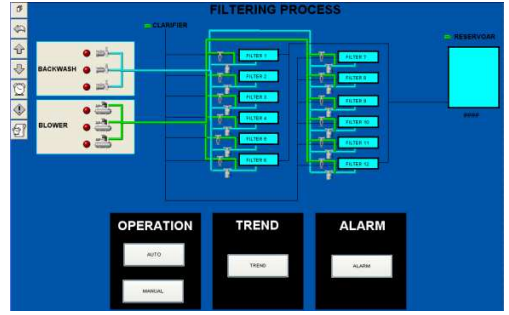 FILTERING PROCESS
CLARIFIER
RESERVOAR
BACKWASH
BLOWER
FILTER 1
FILTER 2
FILTER 3
FILTER 4
FILTER 5
FILTER 6
FILTER 7
FILTER 8
FILTER 9
FILTER 10
FILTER 11
FILTER 12
####
OPERATION
AUTO
MANUAL
TREND
TREND
ALARM
ALARM